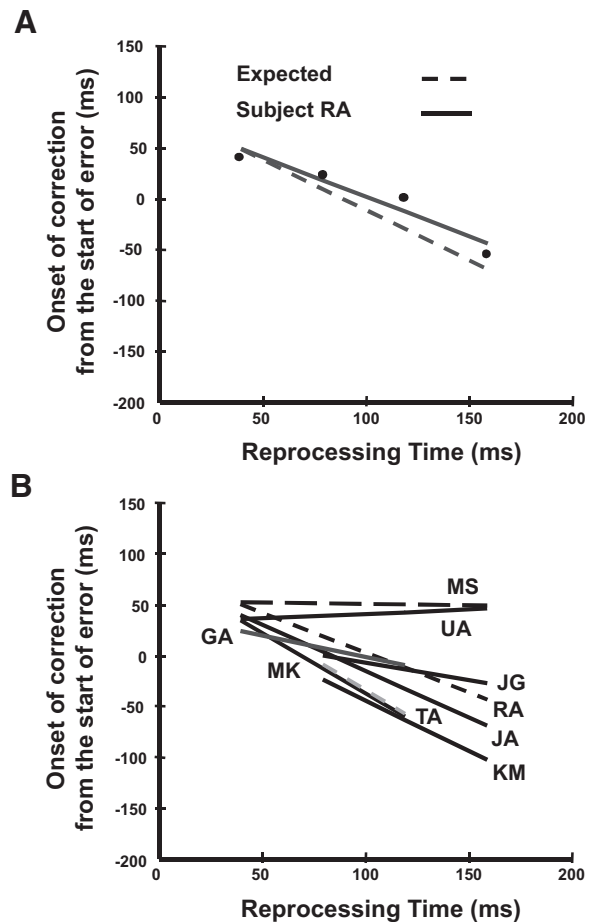 A
150
100
50
0
-50
-100
-150
-200
Onset of correction
from the start of error (ms)
Expected
Subject RA
0 50 100 150 200
Reprocessing Time (ms)
B
150
100
50
0
-50
-100
-150
-200
Onset of correction
from the start of error (ms)
MS
UA
GA
MK
JG
RA
TA
JA
KM
0 50 100 150 200
Reprocessing Time (ms)